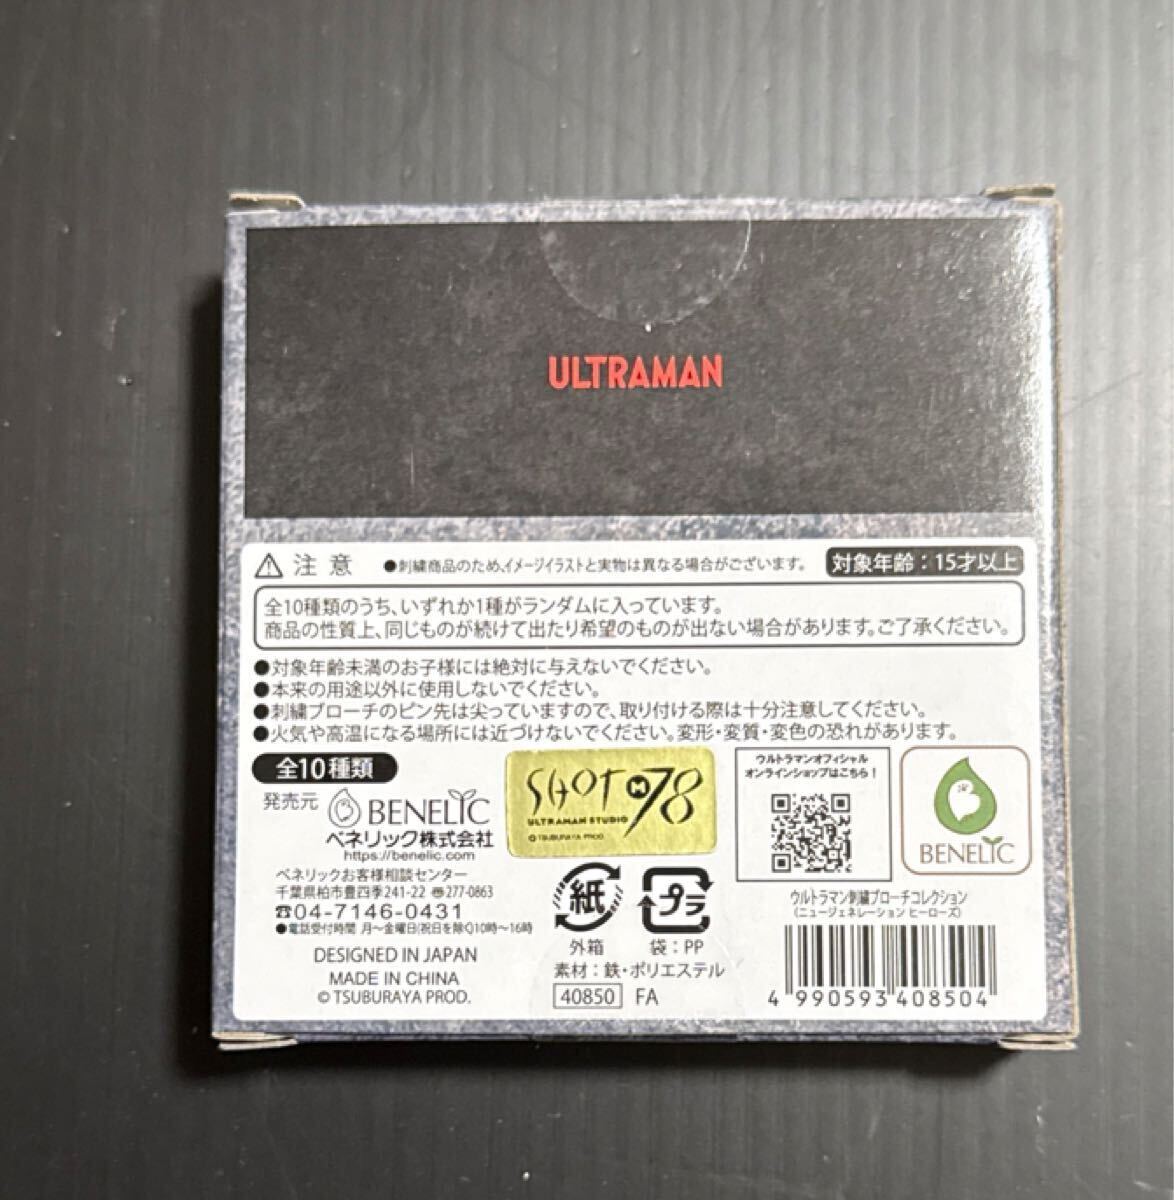 ULTRAMAN
注意 ●刺繍商品のため、イメージイラストと実物は異なる場合がございます。 対象年齢：15才以上
全10種類のうち、いずれか1種がランダムに入っています。
商品の性質上、同じものが続けて出たり希望のものが出ない場合があります。ご了承ください。
●対象年齢未満のお子様には絶対に与えないでください。
●本来の用途以外に使用しないでください。
●刺繍ブローチのピン先は尖っていますので、取り付ける際は十分注意してください。
●火気や高温になる場所には近づけないでください。変形・変質・変色の恐れがあります。
全10種類
発売元 BENELIC
ベネリック株式会社
https://benelic.com
ベネリックお客様相談センター
千葉県柏市豊四季241-22 〠277-0863
☎04-7146-0431
●電話受付時間 月～金曜日(祝日を除く)10時～16時
DESIGNED IN JAPAN
MADE IN CHINA
© TSUBURAYA PROD.
SHOT M78
ULTRAMAN STUDIO
© TSUBURAYA PROD.
紙
外箱
プラ
袋：PP
素材：鉄・ポリエステル
40850 FA
ウルトラマンオフィシャル
オンラインショップはこちら！
BENELIC
ウルトラマン刺繍ブローチコレクション
(ニュージェネレーション ヒーローズ)
4 990593 408504